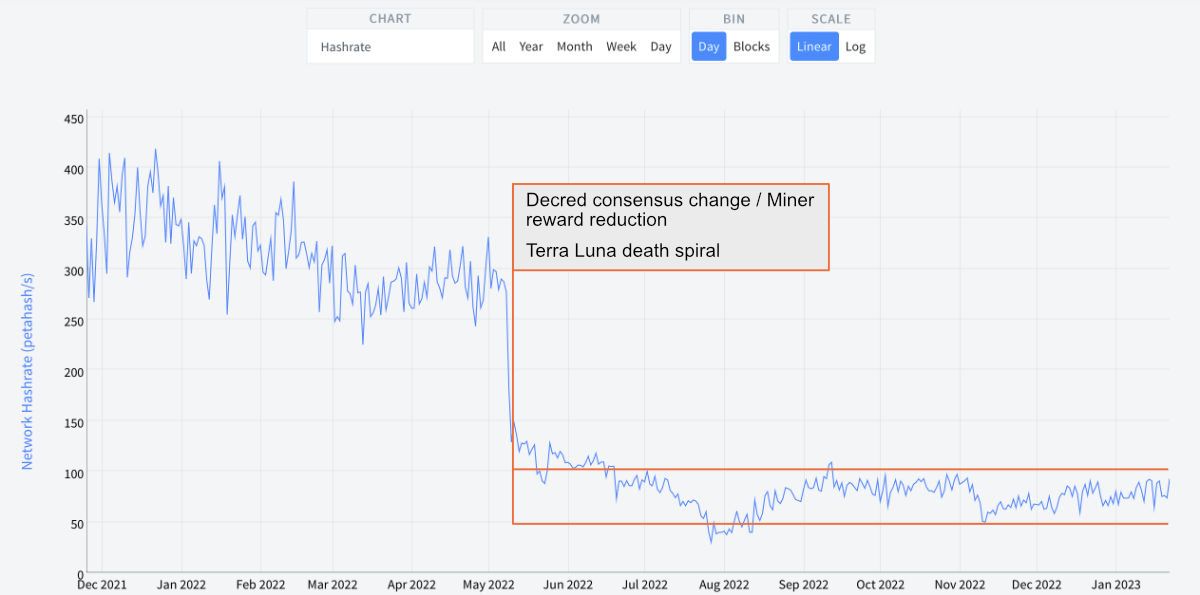 CHART
Hashrate
ZOOM
All Year Month Week Day
BIN
Day Blocks
SCALE
Linear Log
Network Hashrate (petahash/s)
450
400
350
300
250
200
150
100
50
0
Decred consensus change / Miner
reward reduction
Terra Luna death spiral
Dec 2021 Jan 2022 Feb 2022 Mar 2022 Apr 2022 May 2022 Jun 2022 Jul 2022 Aug 2022 Sep 2022 Oct 2022 Nov 2022 Dec 2022 Jan 2023